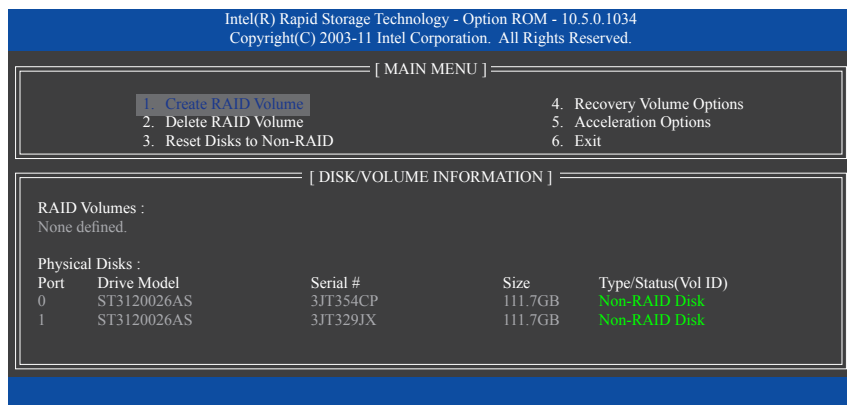 Intel(R) Rapid Storage Technology - Option ROM - 10.5.0.1034
Copyright(C) 2003-11 Intel Corporation. All Rights Reserved.
[ MAIN MENU ]
1. Create RAID Volume
2. Delete RAID Volume
3. Reset Disks to Non-RAID
4. Recovery Volume Options
5. Acceleration Options
6. Exit
[ DISK/VOLUME INFORMATION ]
RAID Volumes :
None defined.
Physical Disks :
Port Drive Model Serial # Size Type/Status(Vol ID)
0 ST3120026AS 3JT354CP 111.7GB Non-RAID Disk
1 ST3120026AS 3JT329JX 111.7GB Non-RAID Disk